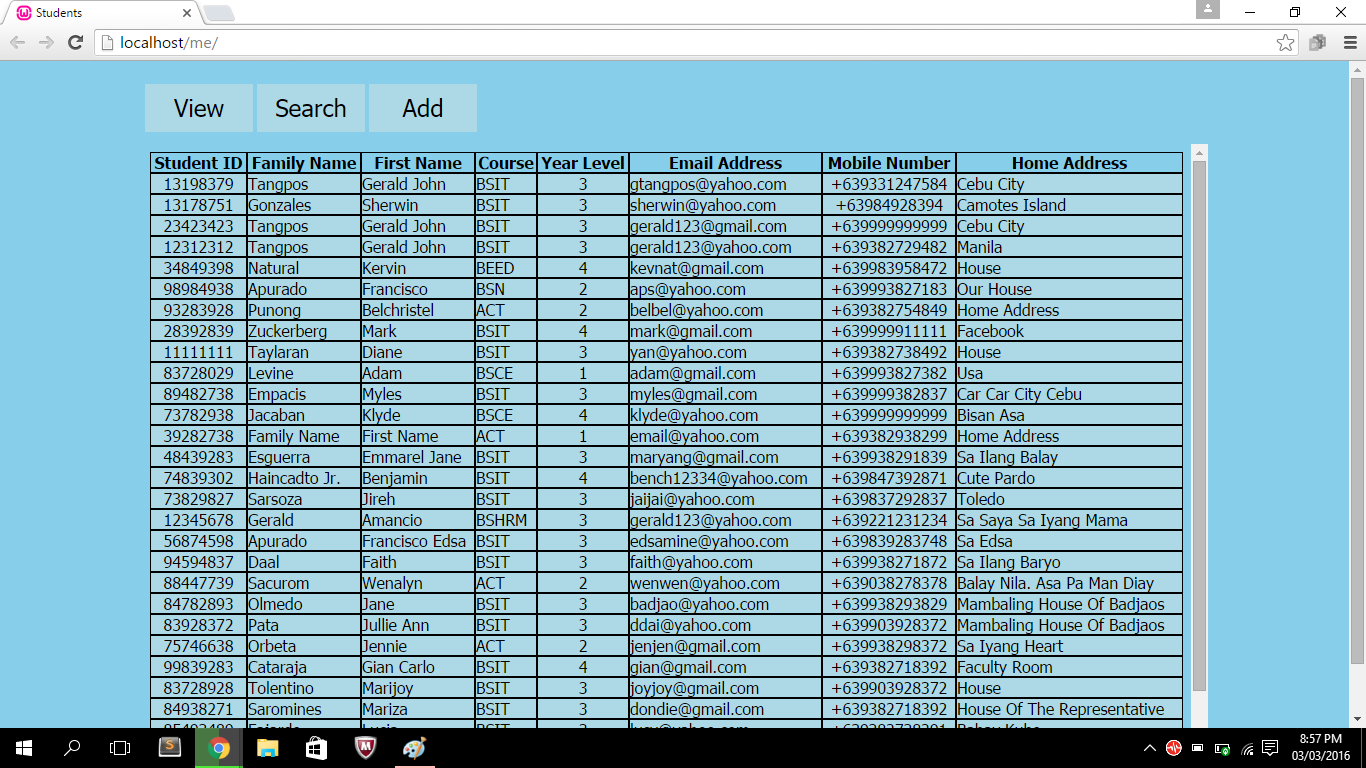 Students
localhost/me/
View Search Add
Student ID Family Name First Name Course Year Level Email Address Mobile Number Home Address
13198379 Tangpos Gerald John BSIT 3 gtangpos@yahoo.com +639331247584 Cebu City
13178751 Gonzales Sherwin BSIT 3 sherwin@yahoo.com +63984928394 Camotes Island
23423423 Tangpos Gerald John BSIT 3 gerald123@gmail.com +639999999999 Cebu City
12312312 Tangpos Gerald John BSIT 3 gerald123@yahoo.com +639382729482 Manila
34849398 Natural Kervin BEED 4 kevnat@gmail.com +639983958472 House
98984938 Apurado Francisco BSN 2 aps@yahoo.com +639993827183 Our House
93283928 Punong Belchristel ACT 2 belbel@yahoo.com +639382754849 Home Address
28392839 Zuckerberg Mark BSIT 4 mark@gmail.com +639999911111 Facebook
11111111 Taylaran Diane BSIT 3 yan@yahoo.com +639382738492 House
83728029 Levine Adam BSCE 1 adam@gmail.com +639993827382 Usa
89482738 Empacis Myles BSIT 3 myles@gmail.com +639999382837 Car Car City Cebu
73782938 Jacaban Klyde BSCE 4 klyde@yahoo.com +639999999999 Bisan Asa
39282738 Family Name First Name ACT 1 email@yahoo.com +639382938299 Home Address
48439283 Esguerra Emmarel Jane BSIT 3 maryang@gmail.com +639938291839 Sa Ilang Balay
74839302 Haincadto Jr. Benjamin BSIT 4 bench12334@yahoo.com +639847392871 Cute Pardo
73829827 Sarsoza Jireh BSIT 3 jaijai@yahoo.com +639837292837 Toledo
12345678 Gerald Amancio BSHRM 3 gerald123@yahoo.com +639221231234 Sa Saya Sa Iyang Mama
56874598 Apurado Francisco Edsa BSIT 3 edsamine@yahoo.com +639839283748 Sa Edsa
94594837 Daal Faith BSIT 3 faith@yahoo.com +639938271872 Sa Ilang Baryo
88447739 Sacurom Wenalyn ACT 2 wenwen@yahoo.com +639038278378 Balay Nila. Asa Pa Man Diay
84782893 Olmedo Jane BSIT 3 badjao@yahoo.com +639938293829 Mambaling House Of Badjaos
83928372 Pata Jullie Ann BSIT 3 ddai@yahoo.com +639903928372 Mambaling House Of Badjaos
75746638 Orbeta Jennie ACT 2 jenjen@gmail.com +639938298372 Sa Iyang Heart
99839283 Cataraja Gian Carlo BSIT 4 gian@gmail.com +639382718392 Faculty Room
83728928 Tolentino Marijoy BSIT 3 joyjoy@gmail.com +639903928372 House
84938271 Saromines Mariza BSIT 3 dondie@gmail.com +639382718392 House Of The Representative
8:57 PM
03/03/2016